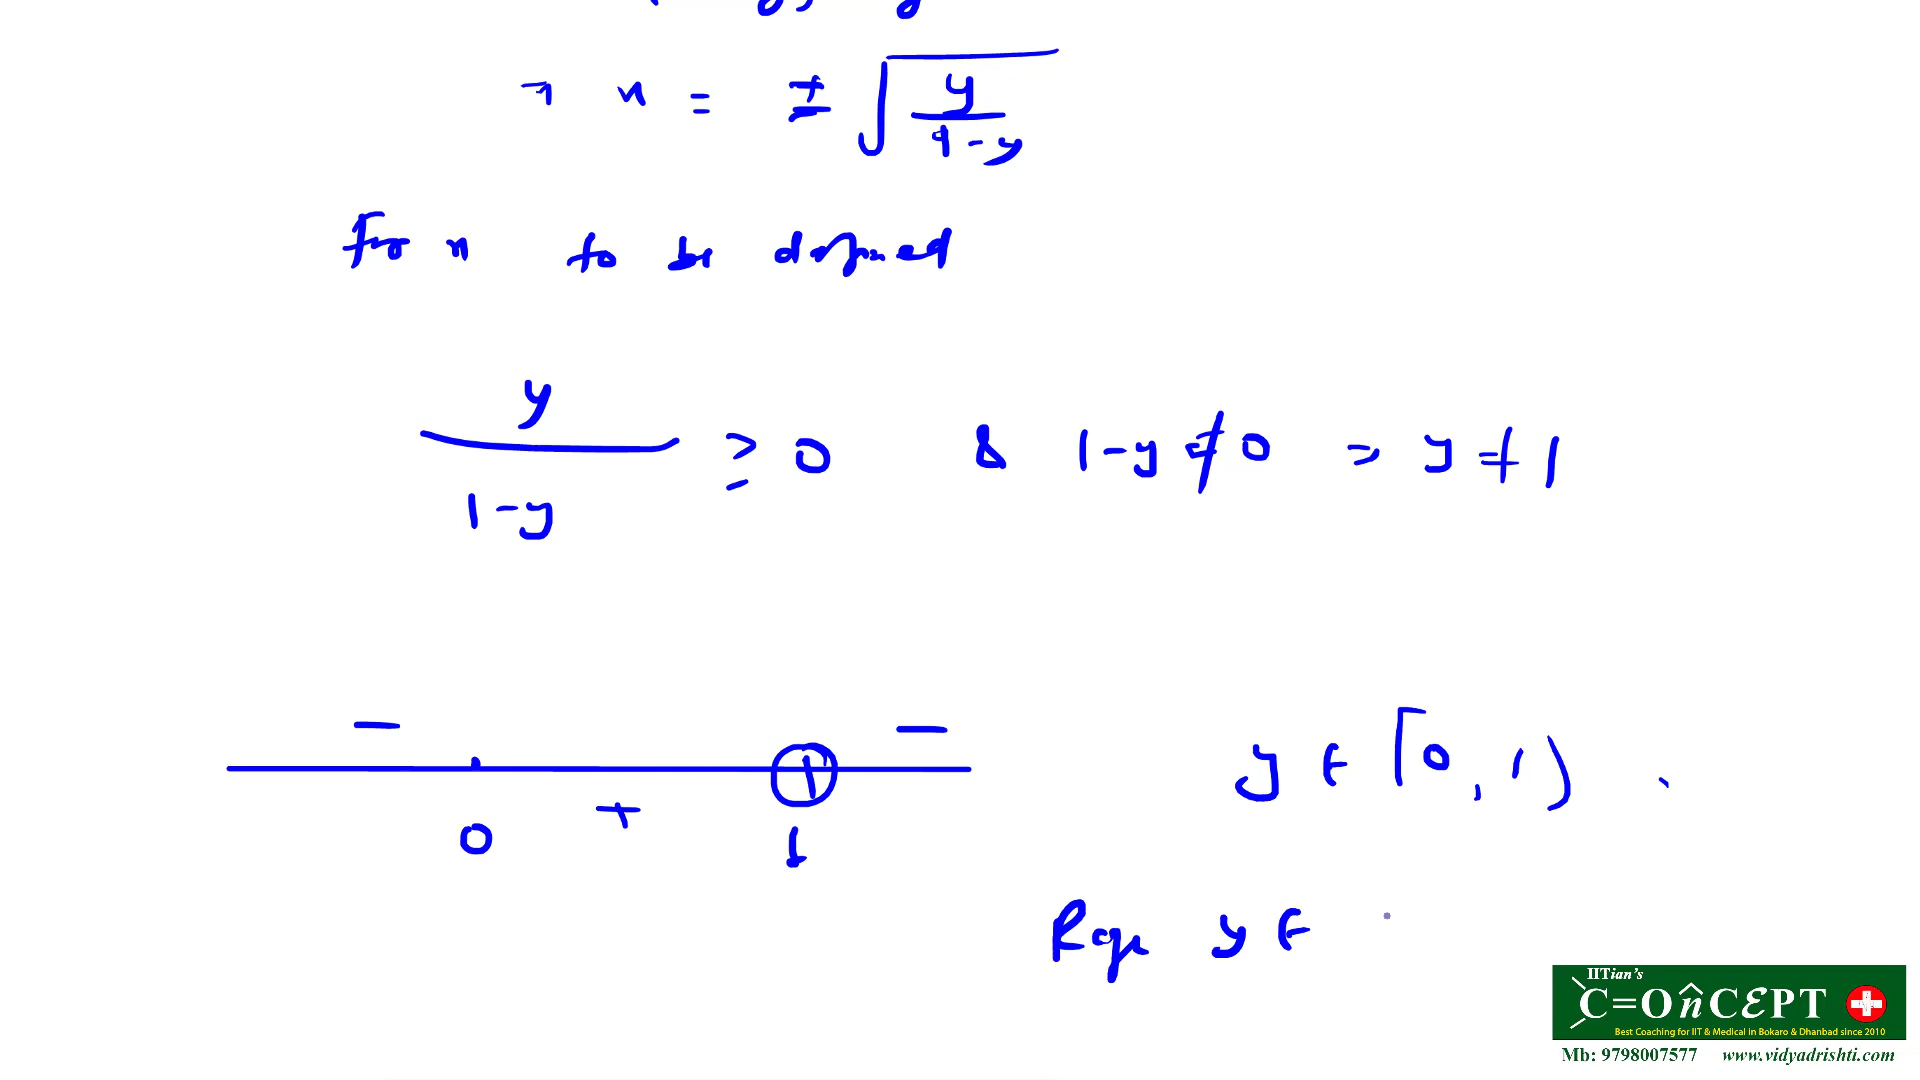 → x = ± √(y/(1-y))
For x to be defined
y/(1-y) ≥ 0 & 1-y ≠ 0 ⇒ y ≠ 1
− −
+
0 1
y ∈ [0, 1)
Range y ∈
IITian's
C=OnCEPT
Best Coaching for IIT & Medical in Bokaro & Dhanbad since 2010
Mb: 9798007577 www.vidyadrishti.com